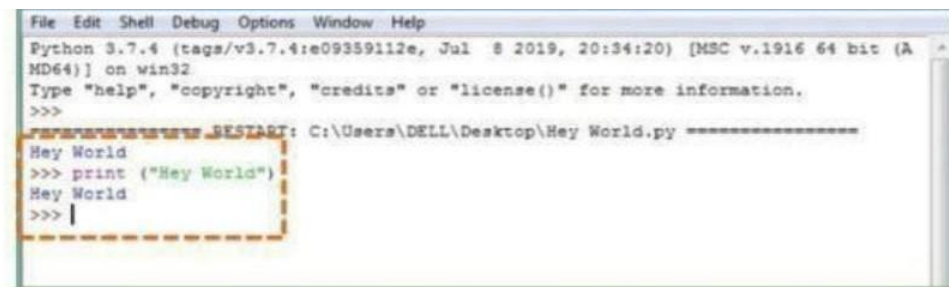 File Edit Shell Debug Options Window Help
Python 3.7.4 (tags/v3.7.4:e09359112e, Jul 8 2019, 20:34:20) [MSC v.1916 64 bit (A
MD64)] on win32
Type "help", "copyright", "credits" or "license()" for more information.
>>>
=============== RESTART: C:\Users\DELL\Desktop\Hey World.py ===============
Hey World
>>> print ("Hey World")
Hey World
>>>